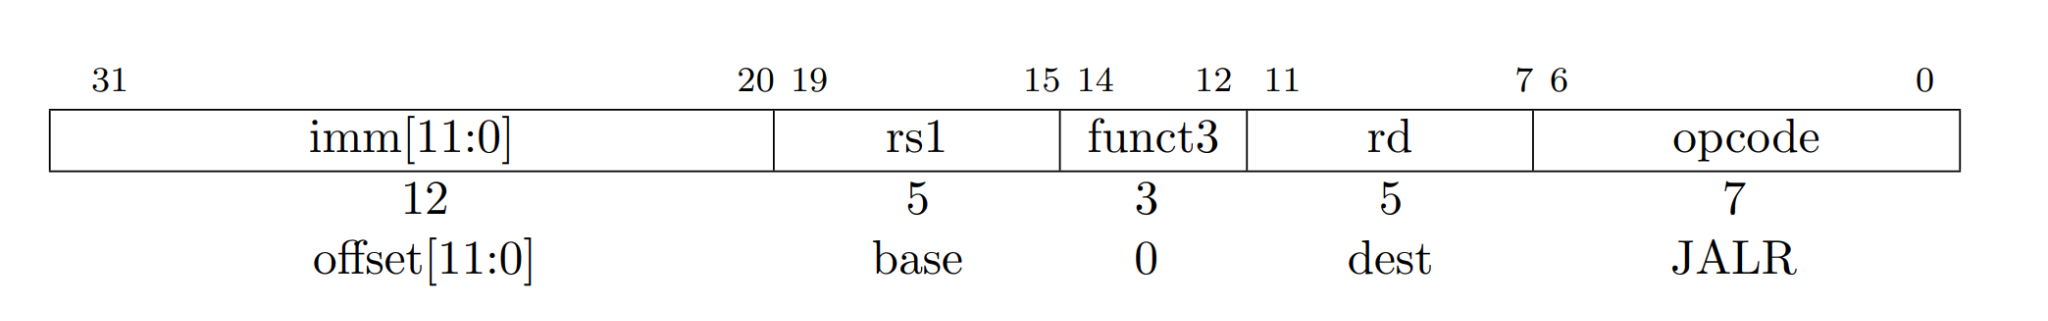 31 20 19 15 14 12 11 7 6 0
imm[11:0] rs1 funct3 rd opcode
12 5 3 5 7
offset[11:0] base 0 dest JALR